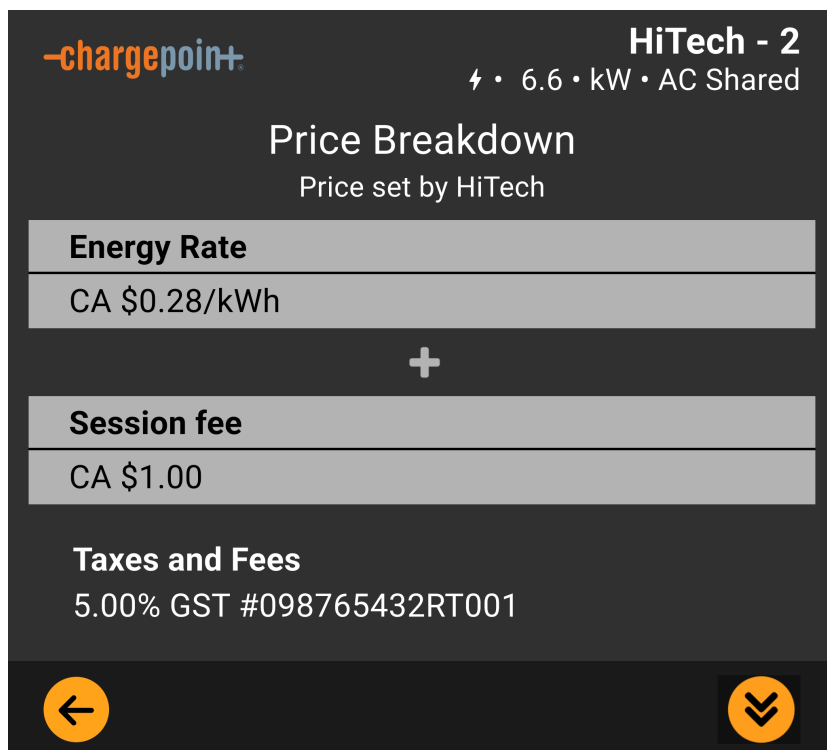 chargepoint®
HiTech - 2
6.6 • kW • AC Shared
Price Breakdown
Price set by HiTech
Energy Rate
CA $0.28/kWh
+
Session fee
CA $1.00
Taxes and Fees
5.00% GST #098765432RT001